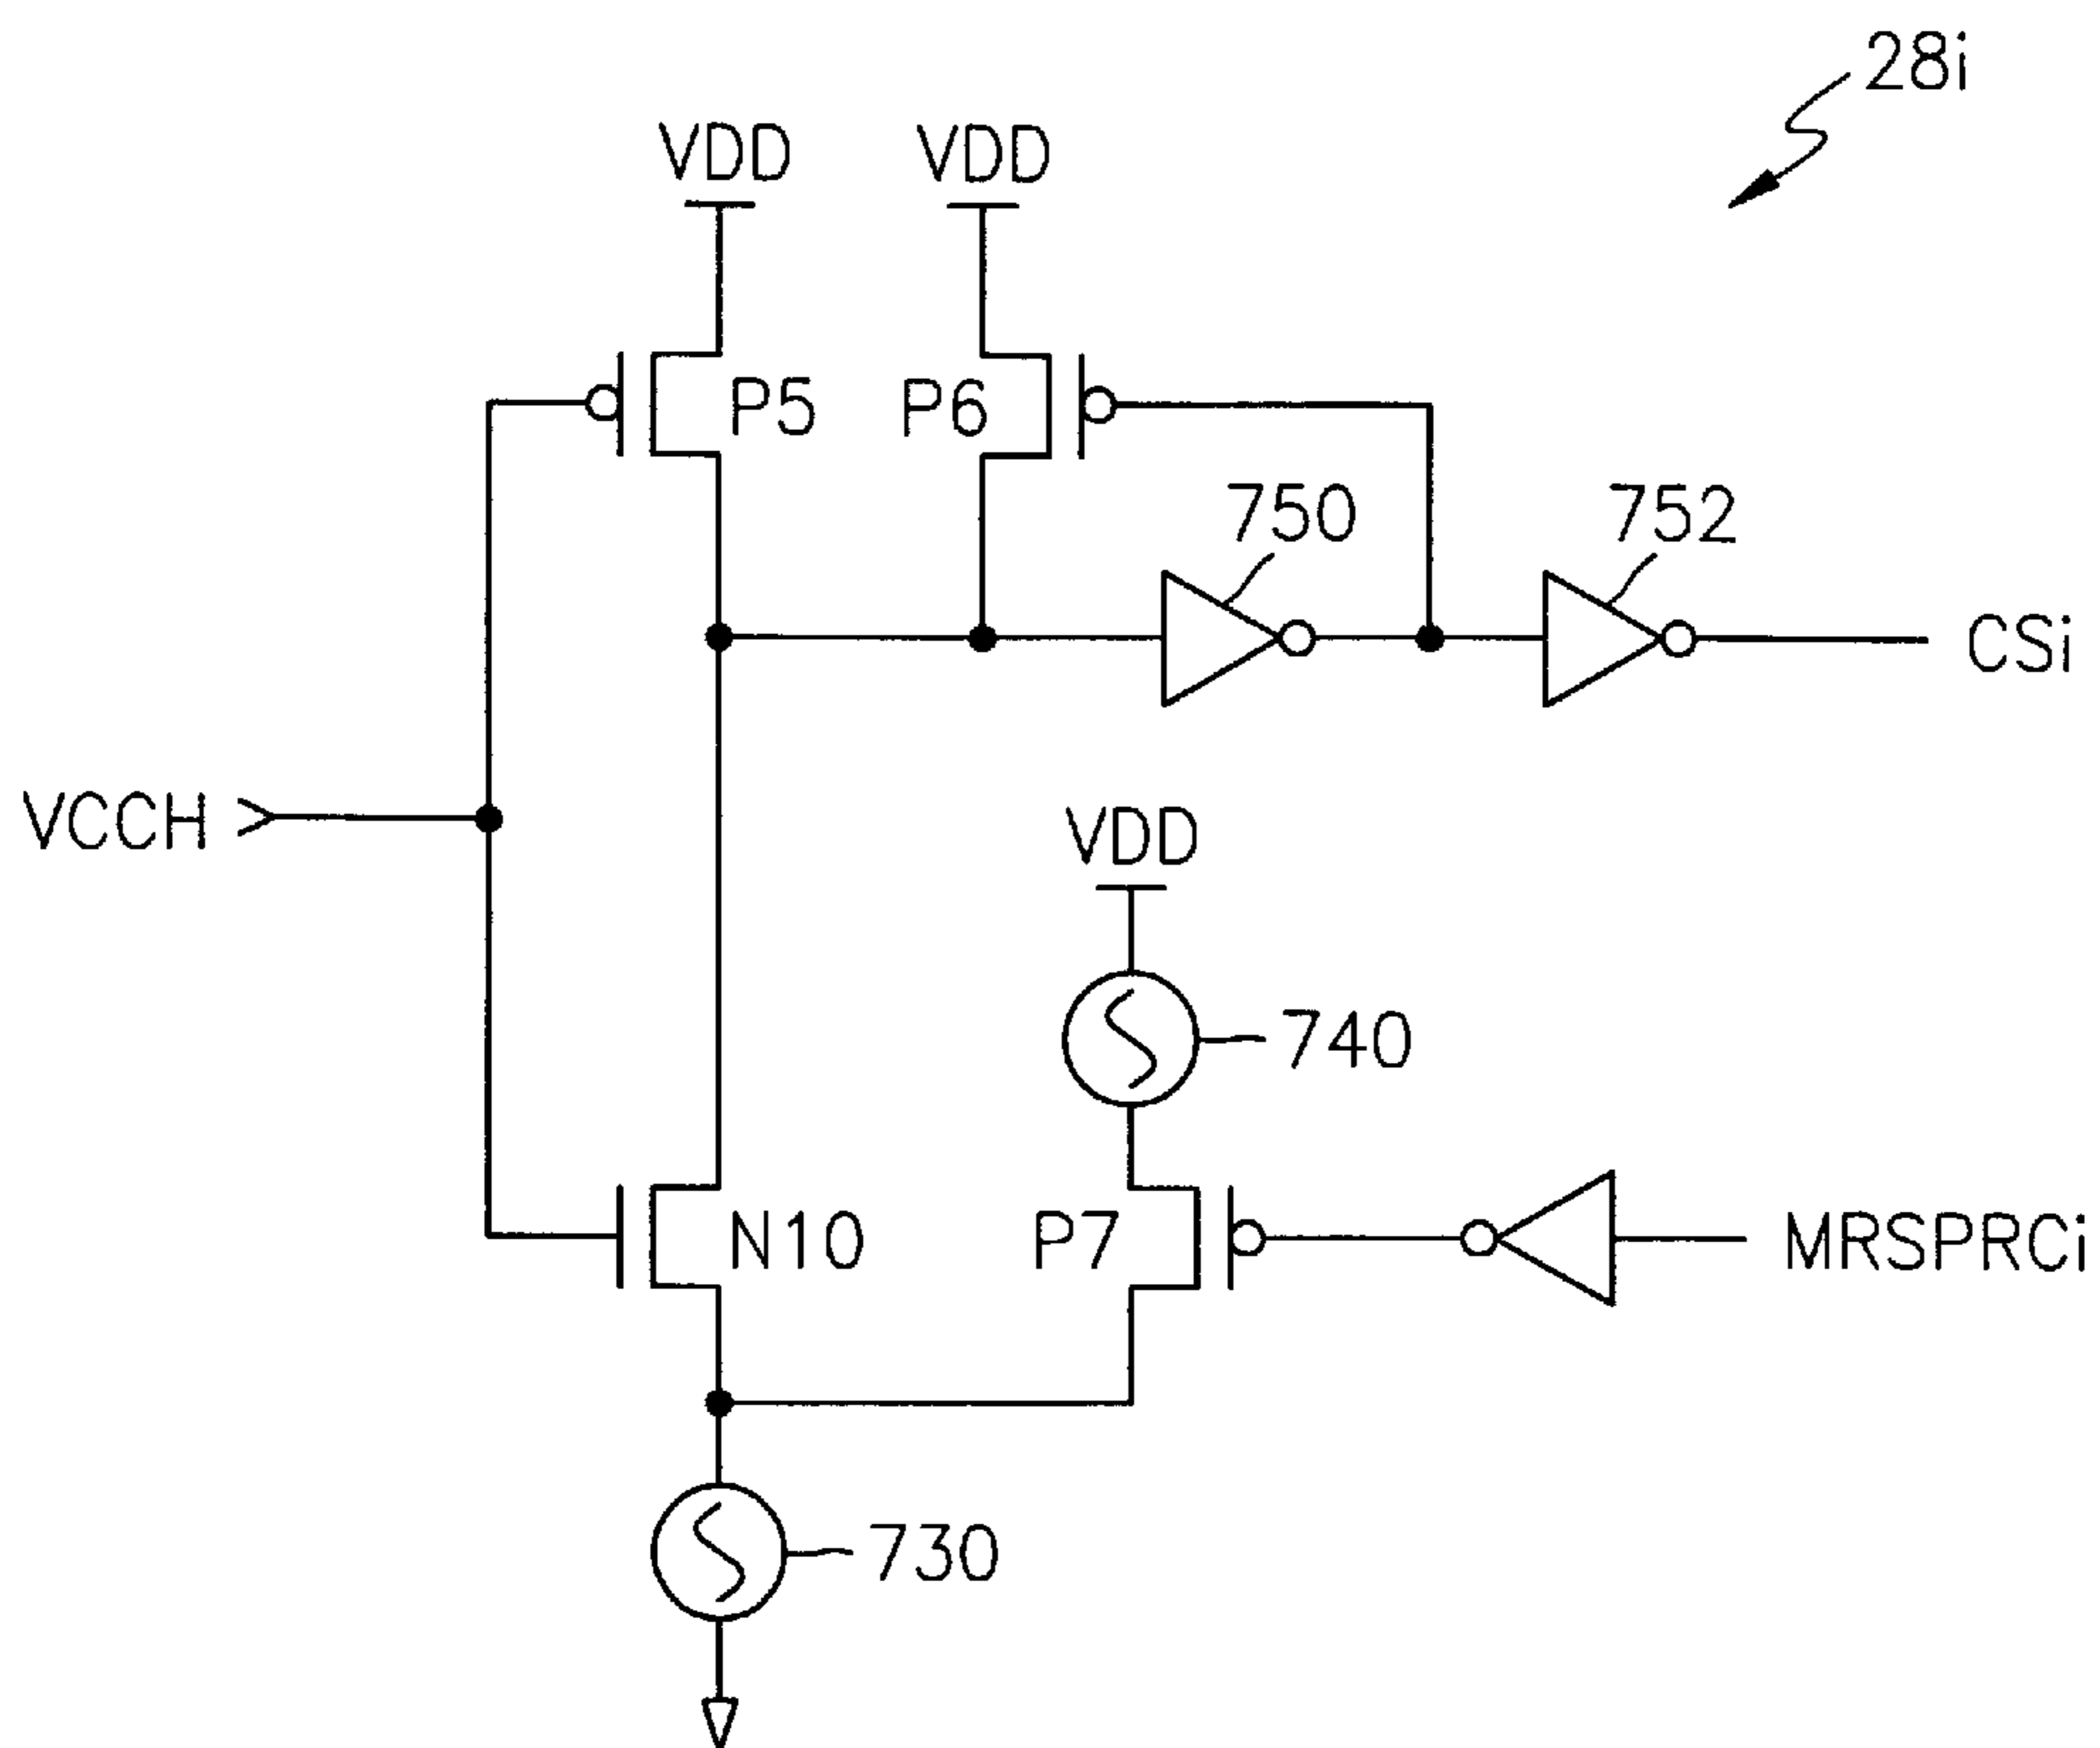 28i
VDD
VDD
P5
P6
750
752
CSi
VCCH
VDD
740
N10
P7
MRSPRCi
730